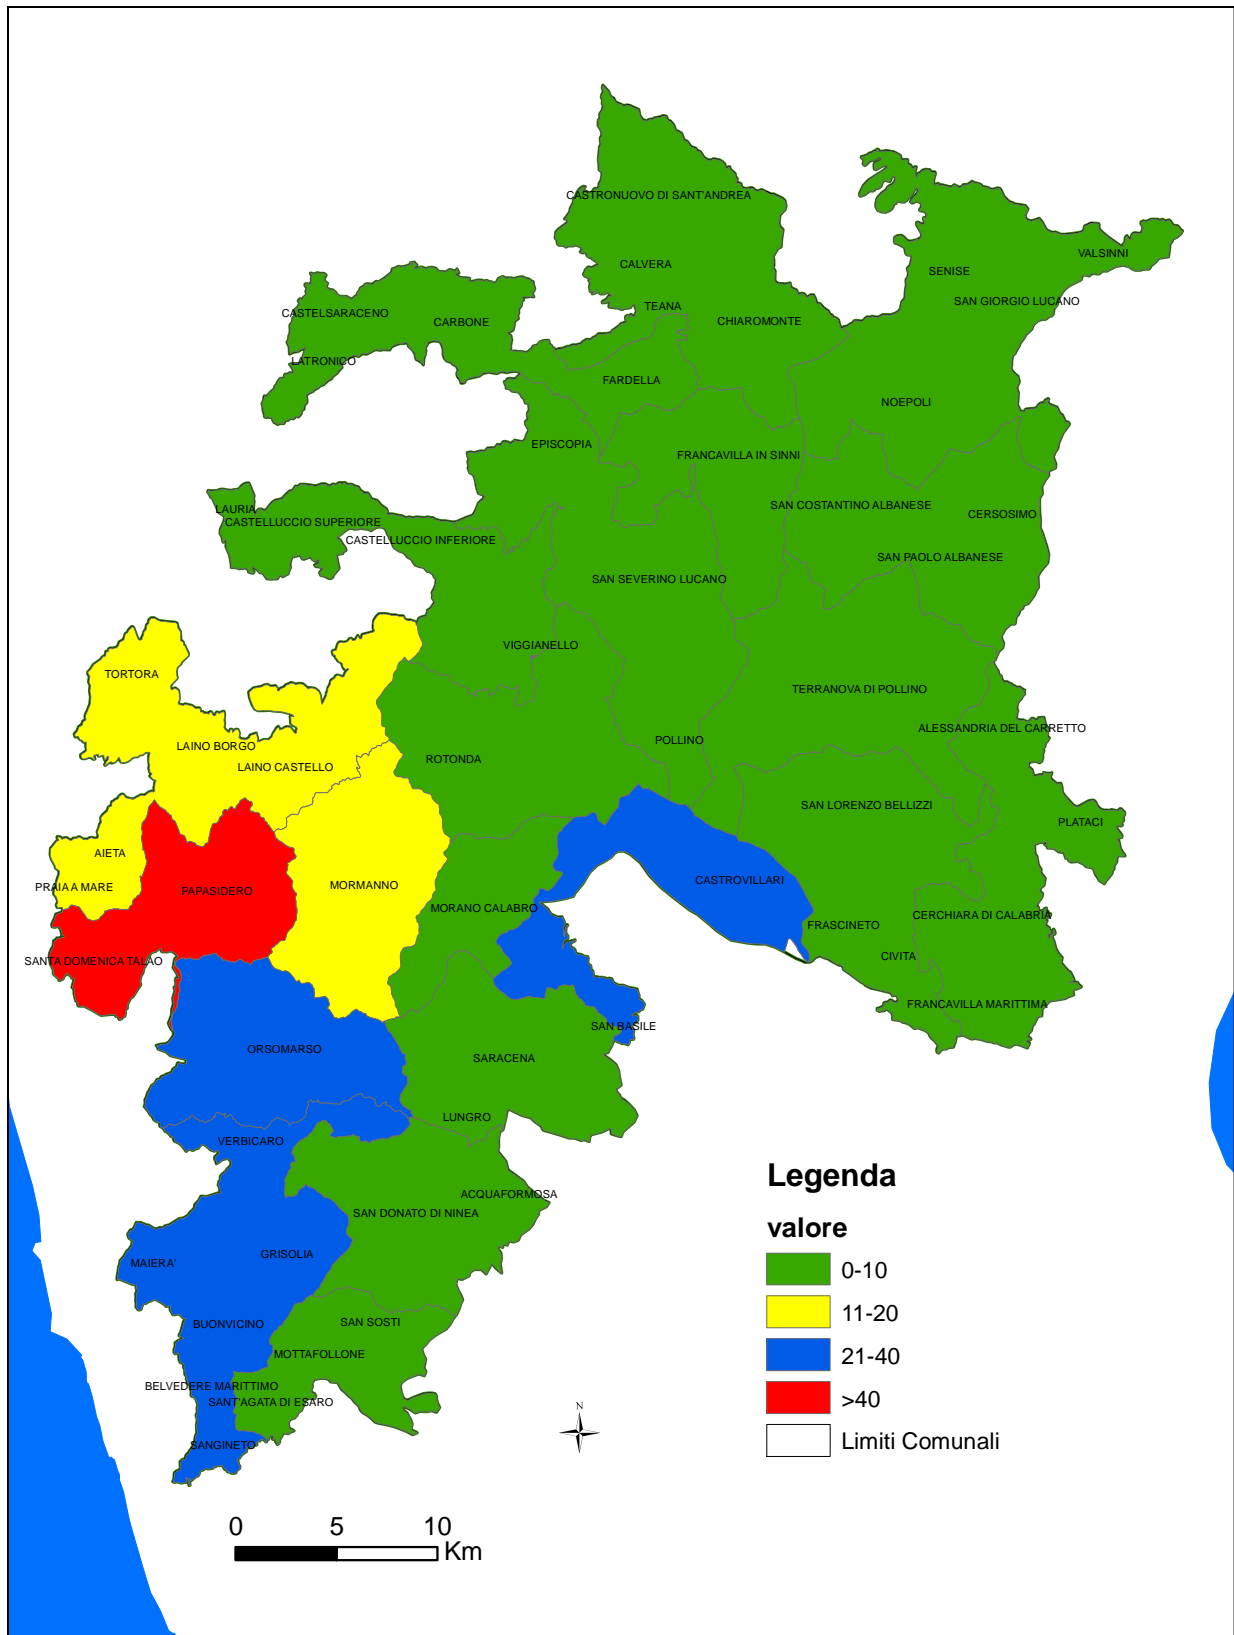 CASTRONUOVO DI SANT'ANDREA
VALSINNI
CALVERA
SENISE
SAN GIORGIO LUCANO
TEANA
CASTELSARACENO
CARBONE
CHIAROMONTE
LATRONICO
FARDELLA
NOEPOLI
EPISCOPIA
FRANCAVILLA IN SINNI
SAN COSTANTINO ALBANESE
LAURIA
CERSOSIMO
CASTELLUCCIO SUPERIORE
CASTELLUCCIO INFERIORE
SAN PAOLO ALBANESE
SAN SEVERINO LUCANO
VIGGIANELLO
TORTORA
TERRANOVA DI POLLINO
ALESSANDRIA DEL CARRETTO
POLLINO
LAINO BORGO
ROTONDA
LAINO CASTELLO
SAN LORENZO BELLIZZI
PLATACI
AIETA
CASTROVILLARI
MORMANNO
PRAIA A MARE
PAPASIDERO
MORANO CALABRO
CERCHIARA DI CALABRIA
FRASCINETO
CIVITA
SANTA DOMENICA TALAO
FRANCAVILLA MARITTIMA
SAN BASILE
ORSOMARSO
SARACENA
LUNGRO
VERBICARO
ACQUAFORMOSA
SAN DONATO DI NINEA
GRISOLIA
MAIERA'
BUONVICINO
SAN SOSTI
MOTTAFOLLONE
BELVEDERE MARITTIMO
SANT'AGATA DI ESARO
SANGINETO
Legenda
valore
0-10
11-20
21-40
>40
Limiti Comunali
N
0 5 10
Km